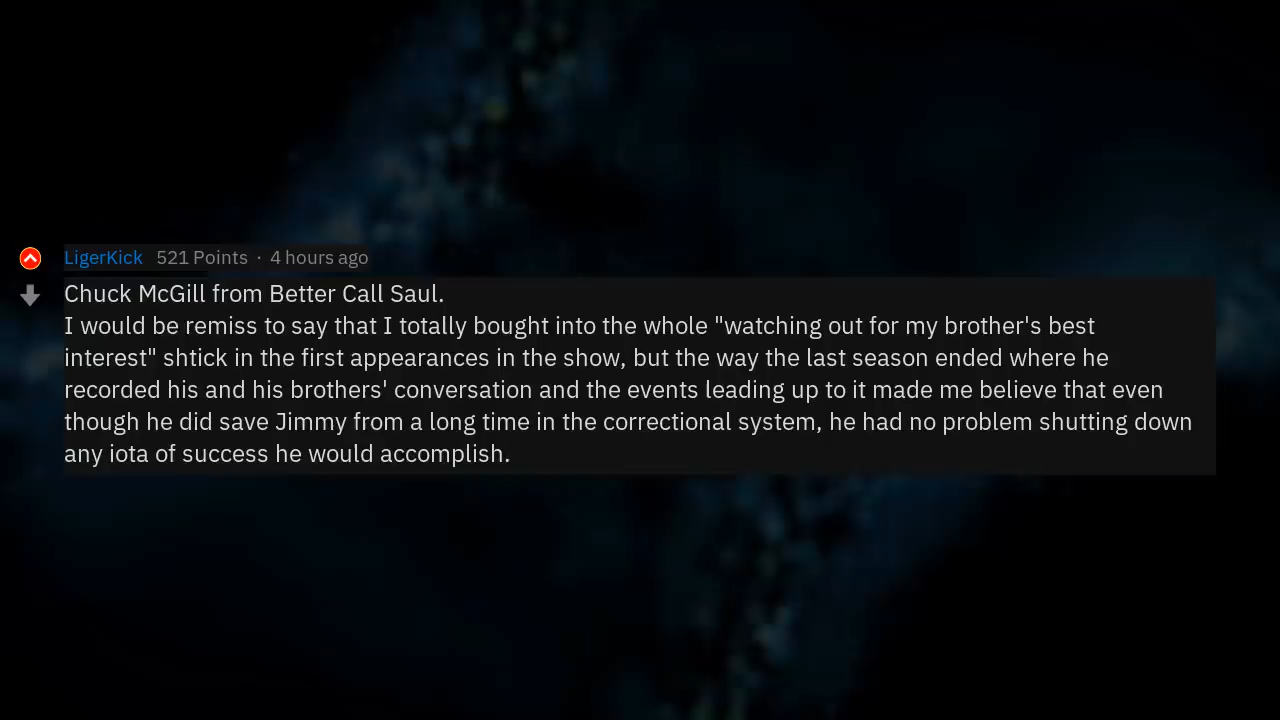 LigerKick 521 Points · 4 hours ago
Chuck McGill from Better Call Saul.
I would be remiss to say that I totally bought into the whole "watching out for my brother's best
interest" shtick in the first appearances in the show, but the way the last season ended where he
recorded his and his brothers' conversation and the events leading up to it made me believe that even
though he did save Jimmy from a long time in the correctional system, he had no problem shutting down
any iota of success he would accomplish.